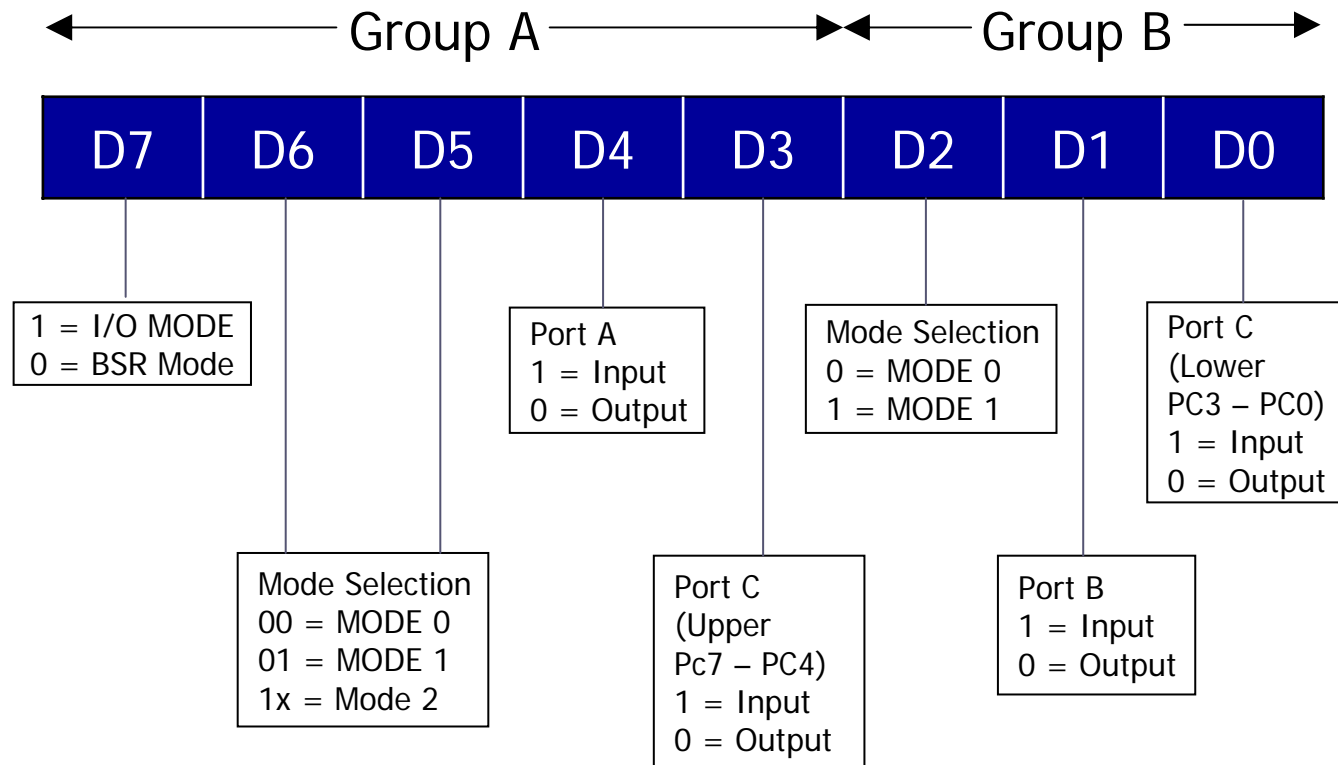 Group A
Group B
D7 D6 D5 D4 D3 D2 D1 D0
1 = I/O MODE
0 = BSR Mode
Mode Selection
00 = MODE 0
01 = MODE 1
1x = Mode 2
Port A
1 = Input
0 = Output
Port C
(Upper
Pc7 – PC4)
1 = Input
0 = Output
Mode Selection
0 = MODE 0
1 = MODE 1
Port B
1 = Input
0 = Output
Port C
(Lower
PC3 – PC0)
1 = Input
0 = Output